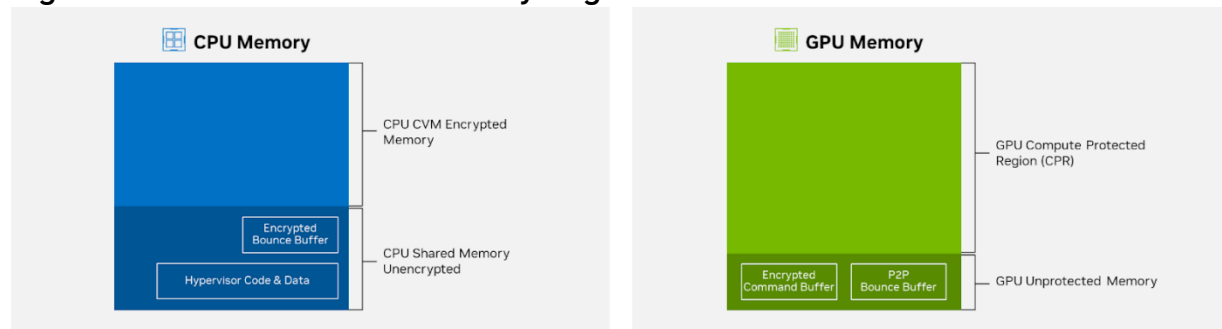 CPU Memory
CPU CVM Encrypted
Memory
Encrypted
Bounce Buffer
Hypervisor Code & Data
CPU Shared Memory
Unencrypted
GPU Memory
GPU Compute Protected
Region (CPR)
Encrypted
Command Buffer
P2P
Bounce Buffer
GPU Unprotected Memory